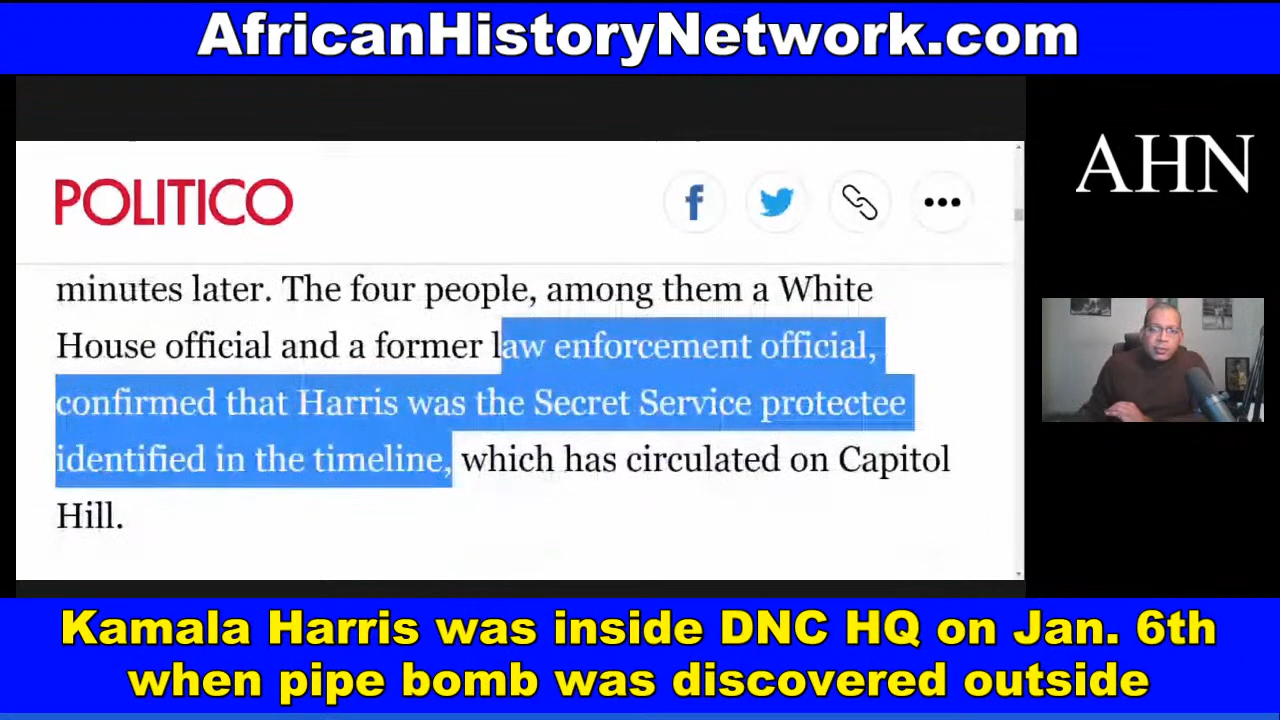 AfricanHistoryNetwork.com
AHN
POLITICO
minutes later. The four people, among them a White
House official and a former law enforcement official,
confirmed that Harris was the Secret Service protectee
identified in the timeline, which has circulated on Capitol
Hill.
Kamala Harris was inside DNC HQ on Jan. 6th
when pipe bomb was discovered outside